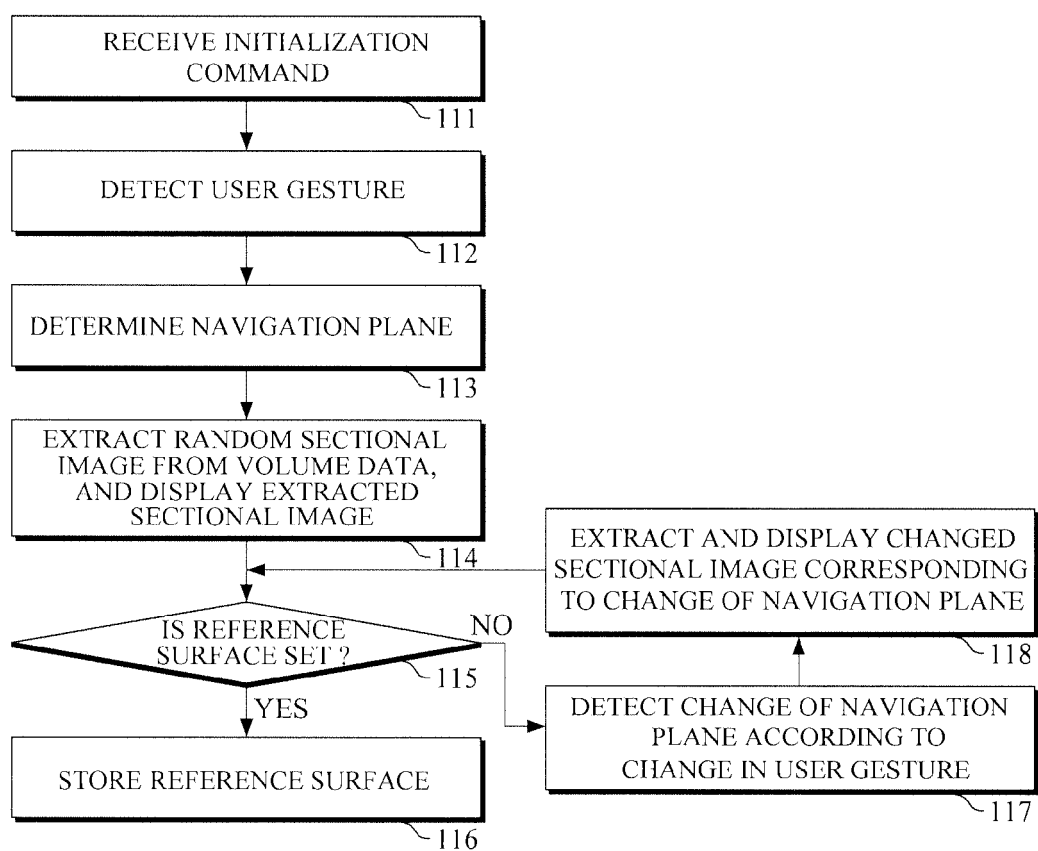 RECEIVE INITIALIZATION
COMMAND
111
DETECT USER GESTURE
112
DETERMINE NAVIGATION PLANE
113
EXTRACT RANDOM SECTIONAL
IMAGE FROM VOLUME DATA,
AND DISPLAY EXTRACTED
SECTIONAL IMAGE
114
IS REFERENCE
SURFACE SET ?
115
NO
YES
STORE REFERENCE SURFACE
116
DETECT CHANGE OF NAVIGATION
PLANE ACCORDING TO
CHANGE IN USER GESTURE
117
EXTRACT AND DISPLAY CHANGED
SECTIONAL IMAGE CORRESPONDING
TO CHANGE OF NAVIGATION PLANE
118